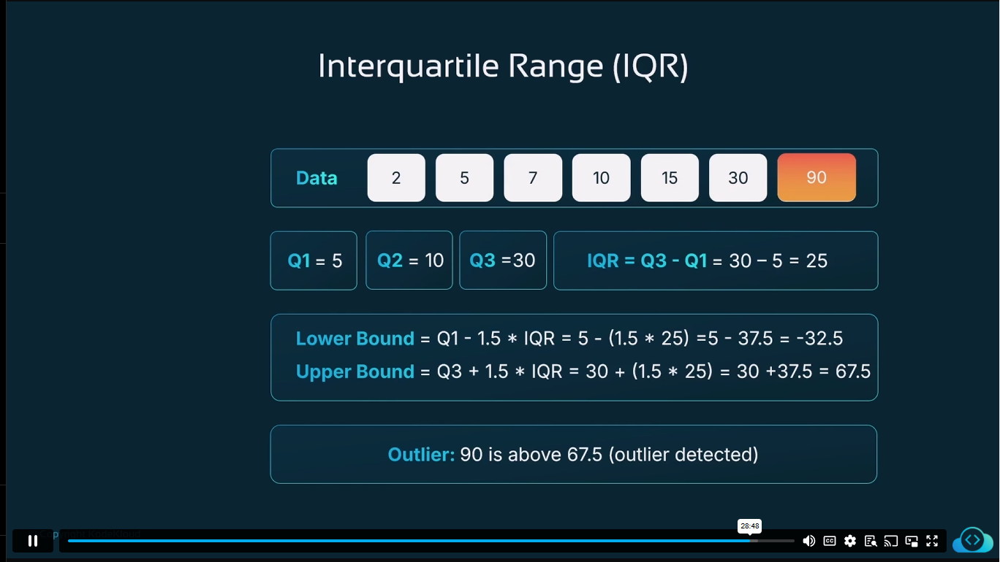 Interquartile Range (IQR)
Data 2 5 7 10 15 30 90
Q1 = 5 Q2 = 10 Q3 =30 IQR = Q3 - Q1 = 30 – 5 = 25
Lower Bound = Q1 - 1.5 * IQR = 5 - (1.5 * 25) =5 - 37.5 = -32.5
Upper Bound = Q3 + 1.5 * IQR = 30 + (1.5 * 25) = 30 +37.5 = 67.5
Outlier: 90 is above 67.5 (outlier detected)
28:48
Copyright KodeKloud
CC